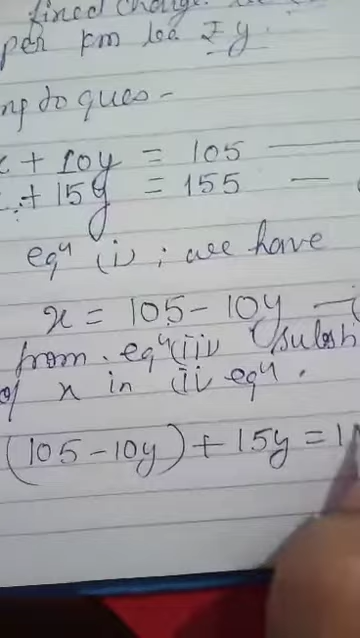 fixed charge.
per km be ₹ y.
ng to ques -
x + 10y = 105
+ 15y = 155
eqⁿ (i) ; we have
x = 105 - 10y
from eqⁿ (iii)
of x in (ii) eqⁿ.
(105 - 10y) + 15y = 1